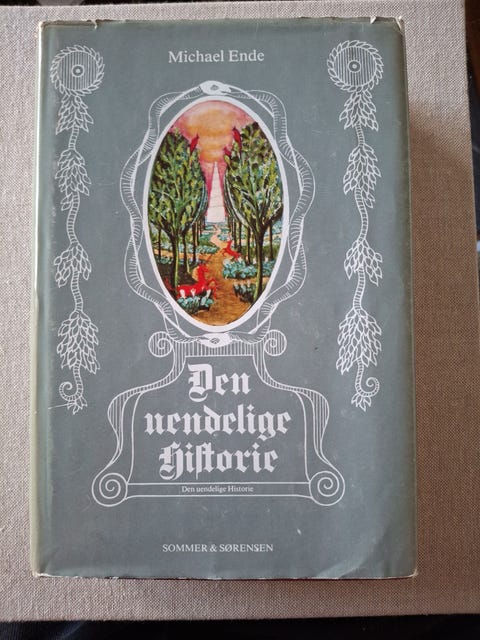 Michael Ende
Den
uendelige
Historie
Den uendelige Historie
SOMMER & SØRENSEN